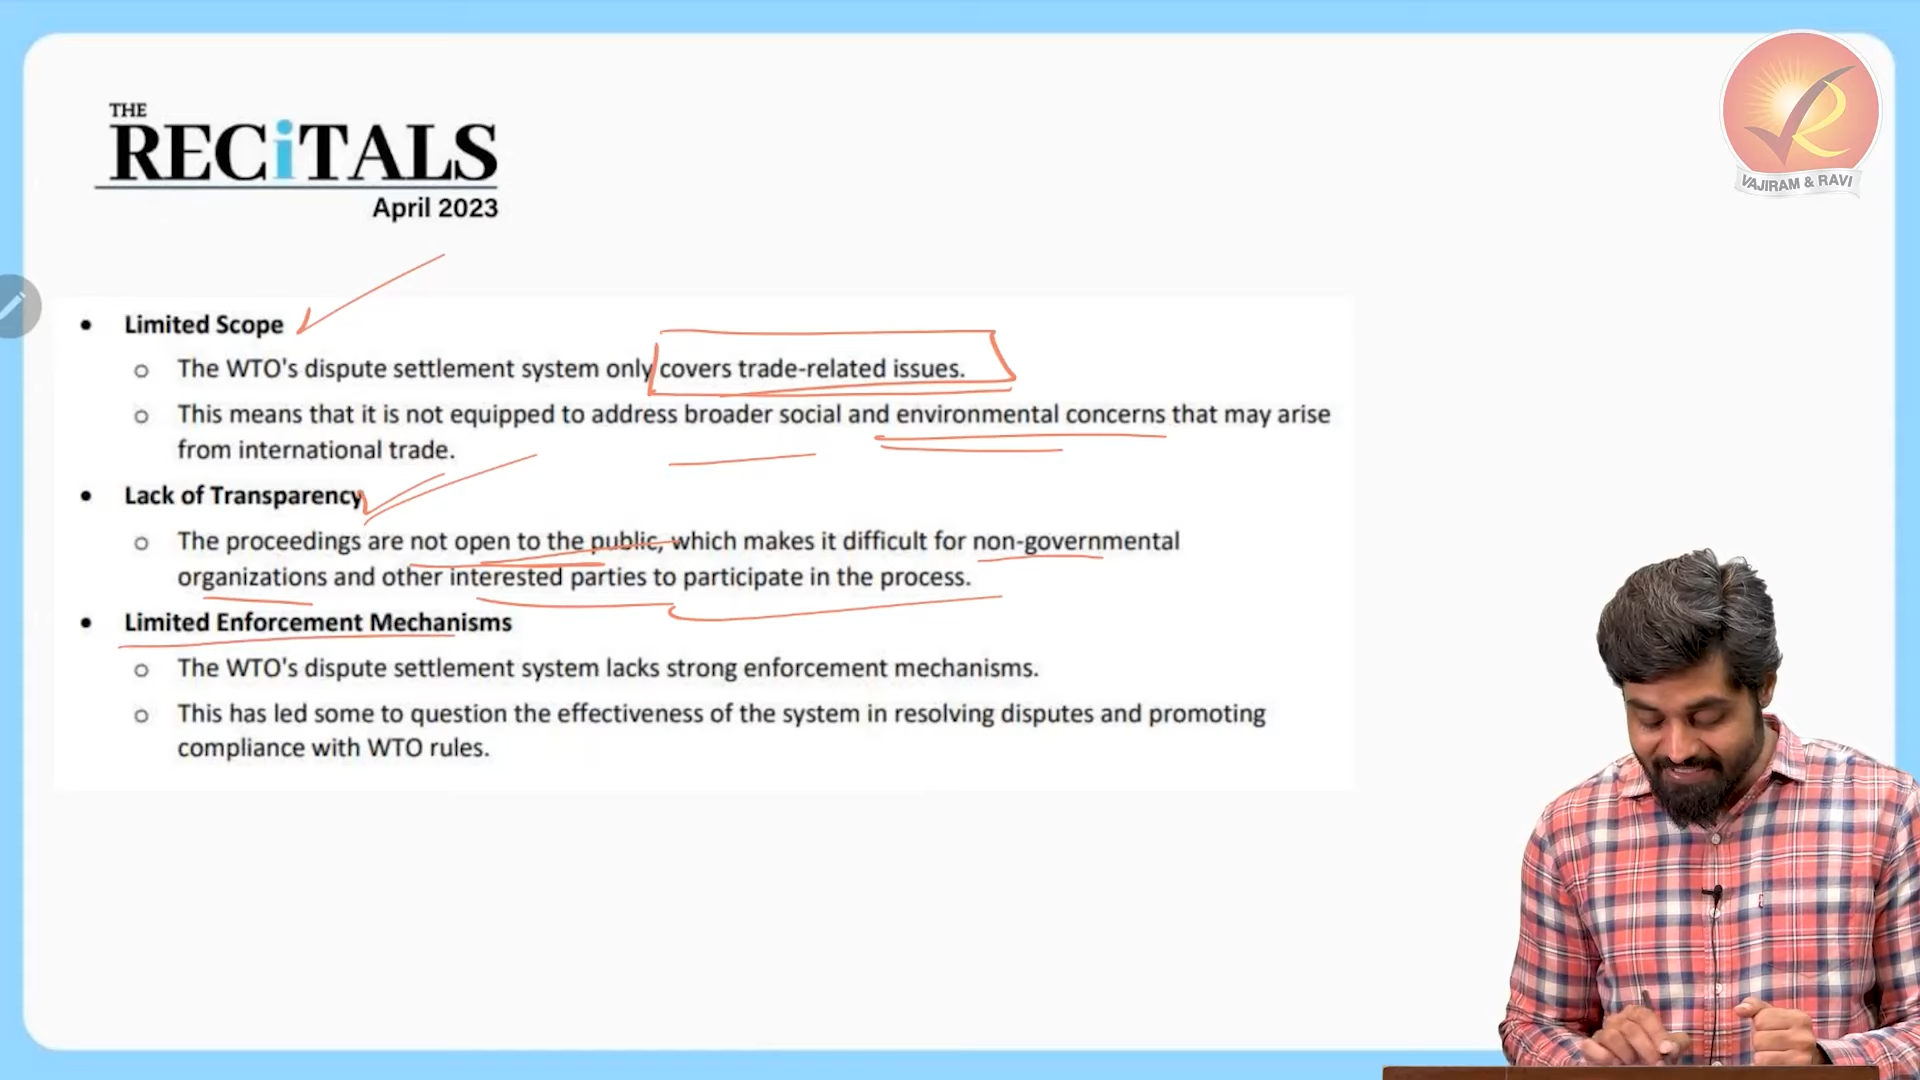 THE
RECiTALS
April 2023
VAJIRAM & RAVI
• Limited Scope
o The WTO's dispute settlement system only covers trade-related issues.
o This means that it is not equipped to address broader social and environmental concerns that may arise
from international trade.
• Lack of Transparency
o The proceedings are not open to the public, which makes it difficult for non-governmental
organizations and other interested parties to participate in the process.
• Limited Enforcement Mechanisms
o The WTO's dispute settlement system lacks strong enforcement mechanisms.
o This has led some to question the effectiveness of the system in resolving disputes and promoting
compliance with WTO rules.